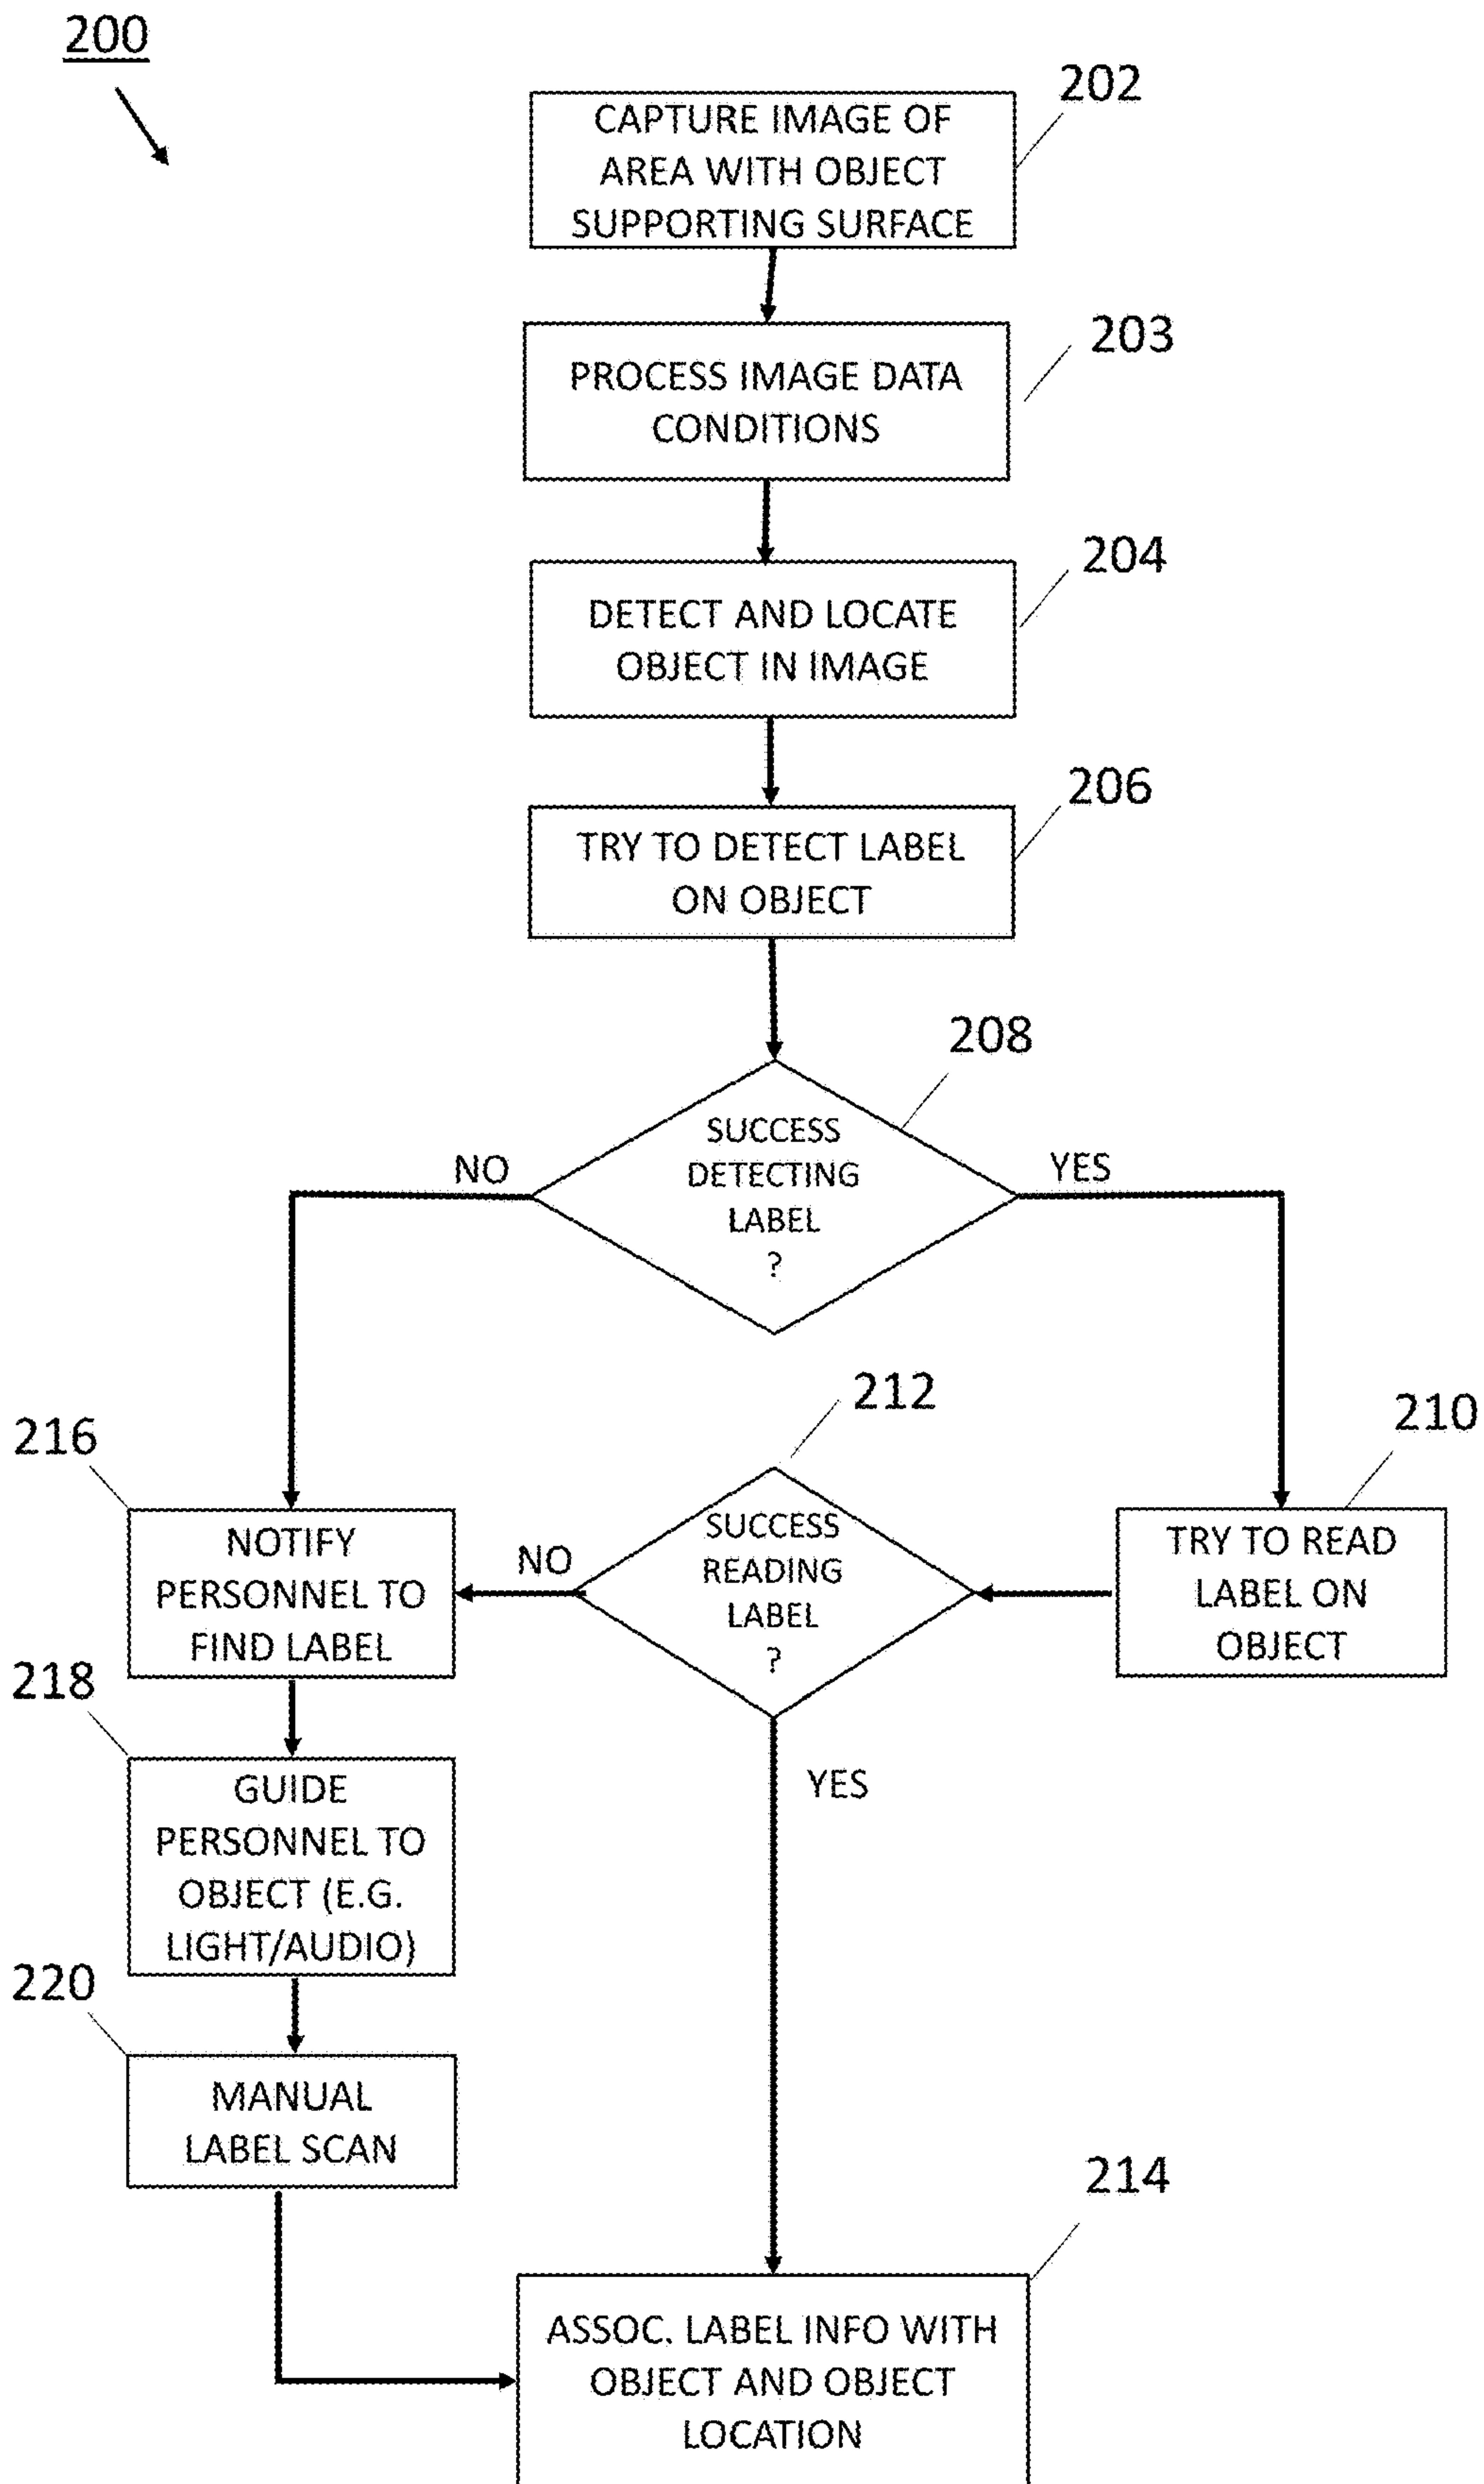 200
202
CAPTURE IMAGE OF
AREA WITH OBJECT
SUPPORTING SURFACE
203
PROCESS IMAGE DATA
CONDITIONS
204
DETECT AND LOCATE
OBJECT IN IMAGE
206
TRY TO DETECT LABEL
ON OBJECT
208
SUCCESS
DETECTING
LABEL
?
NO
YES
212
210
216
SUCCESS
READING
LABEL
?
NO
YES
TRY TO READ
LABEL ON
OBJECT
NOTIFY
PERSONNEL TO
FIND LABEL
218
GUIDE
PERSONNEL TO
OBJECT (E.G.
LIGHT/AUDIO)
220
MANUAL
LABEL SCAN
214
ASSOC. LABEL INFO WITH
OBJECT AND OBJECT
LOCATION